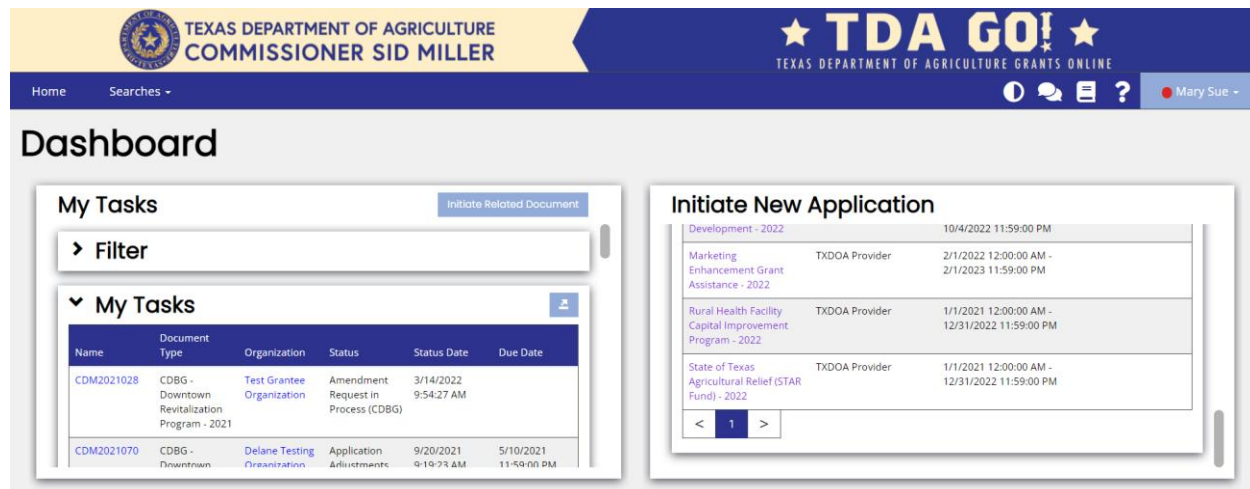 TEXAS DEPARTMENT OF AGRICULTURE
COMMISSIONER SID MILLER
TDA GO!
TEXAS DEPARTMENT OF AGRICULTURE GRANTS ONLINE
Home Searches
? Mary Sue
Dashboard
My Tasks Initiate Related Document
Filter
My Tasks
Name Document Type Organization Status Status Date Due Date
CDM2021028 CDBG - Test Grantee Amendment 3/14/2022
Downtown Organization Request in 9:54:27 AM
Revitalization Process (CDBG)
Program - 2021
CDM2021070 CDBG - Delane Testing Application 9/20/2021 5/10/2021
Downtown Organization Adjustments 9:19:23 AM 11:59:00 PM
Initiate New Application
Development - 2022 10/4/2022 11:59:00 PM
Marketing TXDOA Provider 2/1/2022 12:00:00 AM -
Enhancement Grant 2/1/2023 11:59:00 PM
Assistance - 2022
Rural Health Facility TXDOA Provider 1/1/2021 12:00:00 AM -
Capital Improvement 12/31/2022 11:59:00 PM
Program - 2022
State of Texas TXDOA Provider 1/1/2021 12:00:00 AM -
Agricultural Relief (STAR 12/31/2022 11:59:00 PM
Fund) - 2022
< 1 >